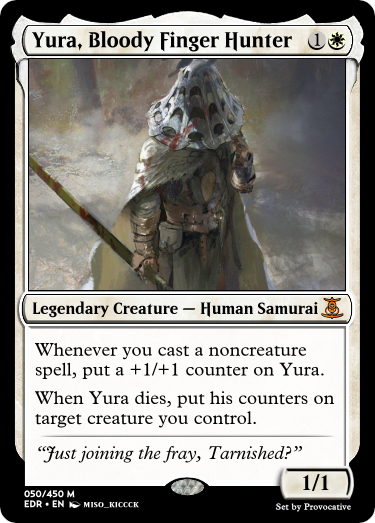 Yura, Bloody Finger Hunter 1
Legendary Creature — Human Samurai
Whenever you cast a noncreature
spell, put a +1/+1 counter on Yura.
When Yura dies, put his counters on
target creature you control.
“Just joining the fray, Tarnished?”
1/1
050/450 M
EDR • EN MISO_KICCCK
Set by Provocative